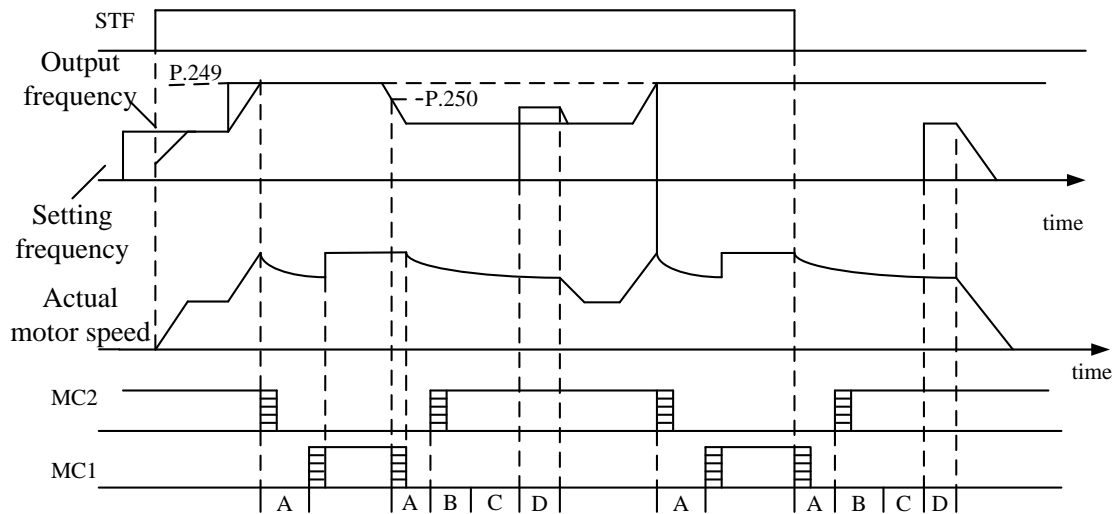 STF
Output
frequency
P.249
P.250
Setting
frequency
time
Actual
motor speed
time
MC2
MC1
A A B C D A A B C D